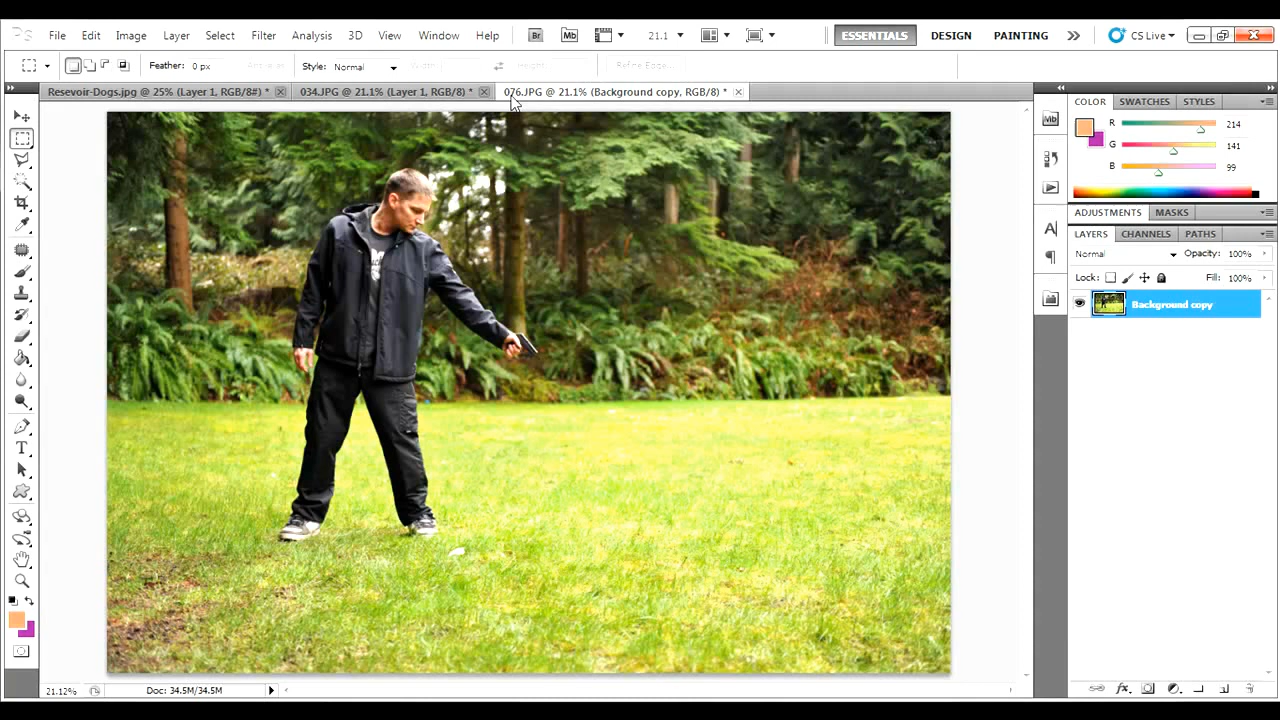 Ps File Edit Image Layer Select Filter Analysis 3D View Window Help Br Mb 21.1 ESSENTIALS DESIGN PAINTING CS Live
Feather: 0 px Style: Normal Width: Height: Refine Edge...
Resevoir-Dogs.jpg @ 25% (Layer 1, RGB/8#) * 034.JPG @ 21.1% (Layer 1, RGB/8) * 076.JPG @ 21.1% (Background copy, RGB/8) *
COLOR SWATCHES STYLES
Mb
R 214
G 141
B 99
ADJUSTMENTS MASKS
LAYERS CHANNELS PATHS
Normal Opacity: 100%
Lock: Fill: 100%
Background copy
21.12% Doc: 34.5M/34.5M